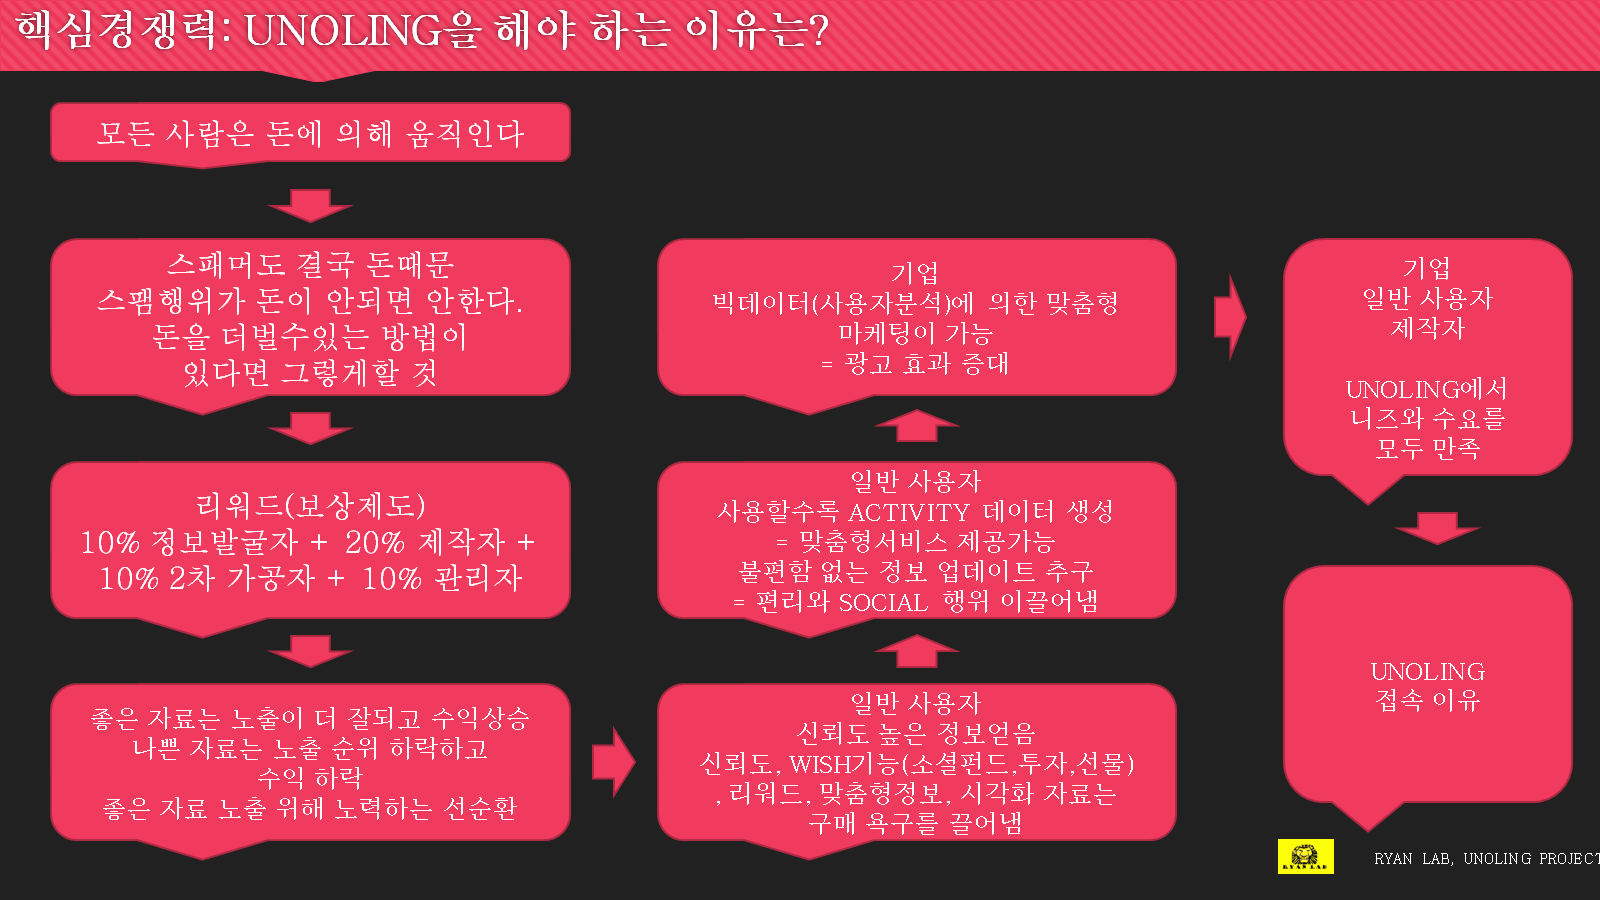 핵심경쟁력: UNOLING을 해야 하는 이유는?
모든 사람은 돈에 의해 움직인다
스패머도 결국 돈때문
스팸행위가 돈이 안되면 안한다.
돈을 더벌수있는 방법이
있다면 그렇게할 것
리워드(보상제도)
10% 정보발굴자 + 20% 제작자 +
10% 2차 가공자 + 10% 관리자
좋은 자료는 노출이 더 잘되고 수익상승
나쁜 자료는 노출 순위 하락하고
수익 하락
좋은 자료 노출 위해 노력하는 선순환
일반 사용자
신뢰도 높은 정보얻음
신뢰도, WISH기능(소셜펀드,투자,선물)
, 리워드, 맞춤형정보, 시각화 자료는
구매 욕구를 끌어냄
일반 사용자
사용할수록 ACTIVITY 데이터 생성
= 맞춤형서비스 제공가능
불편함 없는 정보 업데이트 추구
= 편리와 SOCIAL 행위 이끌어냄
기업
빅데이터(사용자분석)에 의한 맞춤형
마케팅이 가능
= 광고 효과 증대
기업
일반 사용자
제작자
UNOLING에서
니즈와 수요를
모두 만족
UNOLING
접속 이유
RYAN LAB
RYAN LAB, UNOLING PROJECT